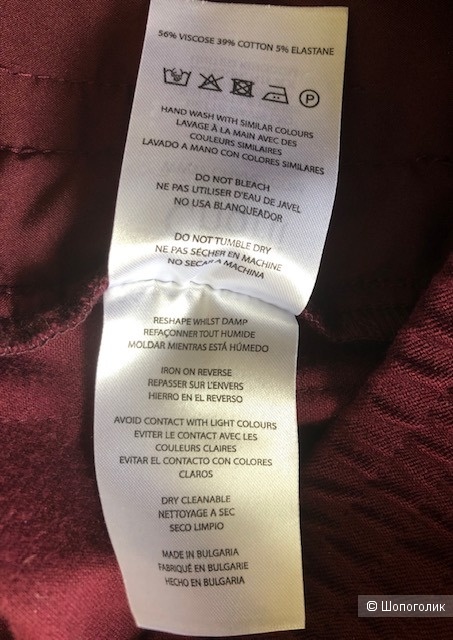 56% VISCOSE 39% COTTON 5% ELASTANE
P
HAND WASH WITH SIMILAR COLOURS
LAVAGE À LA MAIN AVEC DES
COULEURS SIMILAIRES
LAVADO A MANO CON COLORES SIMILARES
DO NOT BLEACH
NE PAS UTILISER D'EAU DE JAVEL
NO USA BLANQUEADOR
DO NOT TUMBLE DRY
NE PAS SÉCHER EN MACHINE
NO SECAR A MACHINA
RESHAPE WHILST DAMP
REFAÇONNER TOUT HUMIDE
MOLDAR MIENTRAS ESTÁ HÚMEDO
IRON ON REVERSE
REPASSER SUR L'ENVERS
HIERRO EN EL REVERSO
AVOID CONTACT WITH LIGHT COLOURS
EVITER LE CONTACT AVEC LES
COULEURS CLAIRES
EVITAR EL CONTACTO CON COLORES
CLAROS
DRY CLEANABLE
NETTOYAGE A SEC
SECO LIMPIO
MADE IN BULGARIA
FABRIQUÉ EN BULGARIE
HECHO EN BULGARIA
© Шопоголик